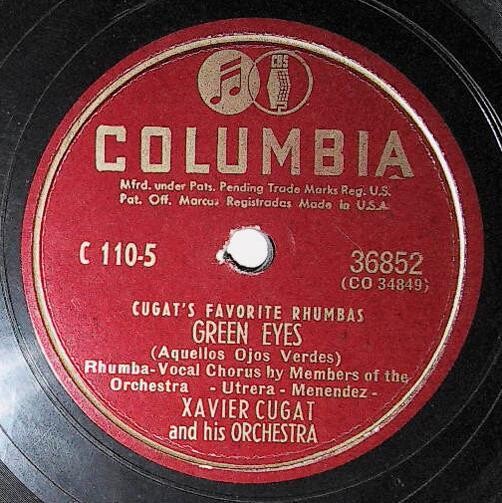 CBS
COLUMBIA
Mfrd. under Pats. Pending Trade Marks Reg. U.S.
Pat. Off. Marcas Registradas Made in U.S.A.
C 110-5
36852
(CO 34849)
CUGAT'S FAVORITE RHUMBAS
GREEN EYES
(Aquellos Ojos Verdes)
Rhumba-Vocal Chorus by Members of the
Orchestra - Utrera - Menendez -
XAVIER CUGAT
and his ORCHESTRA